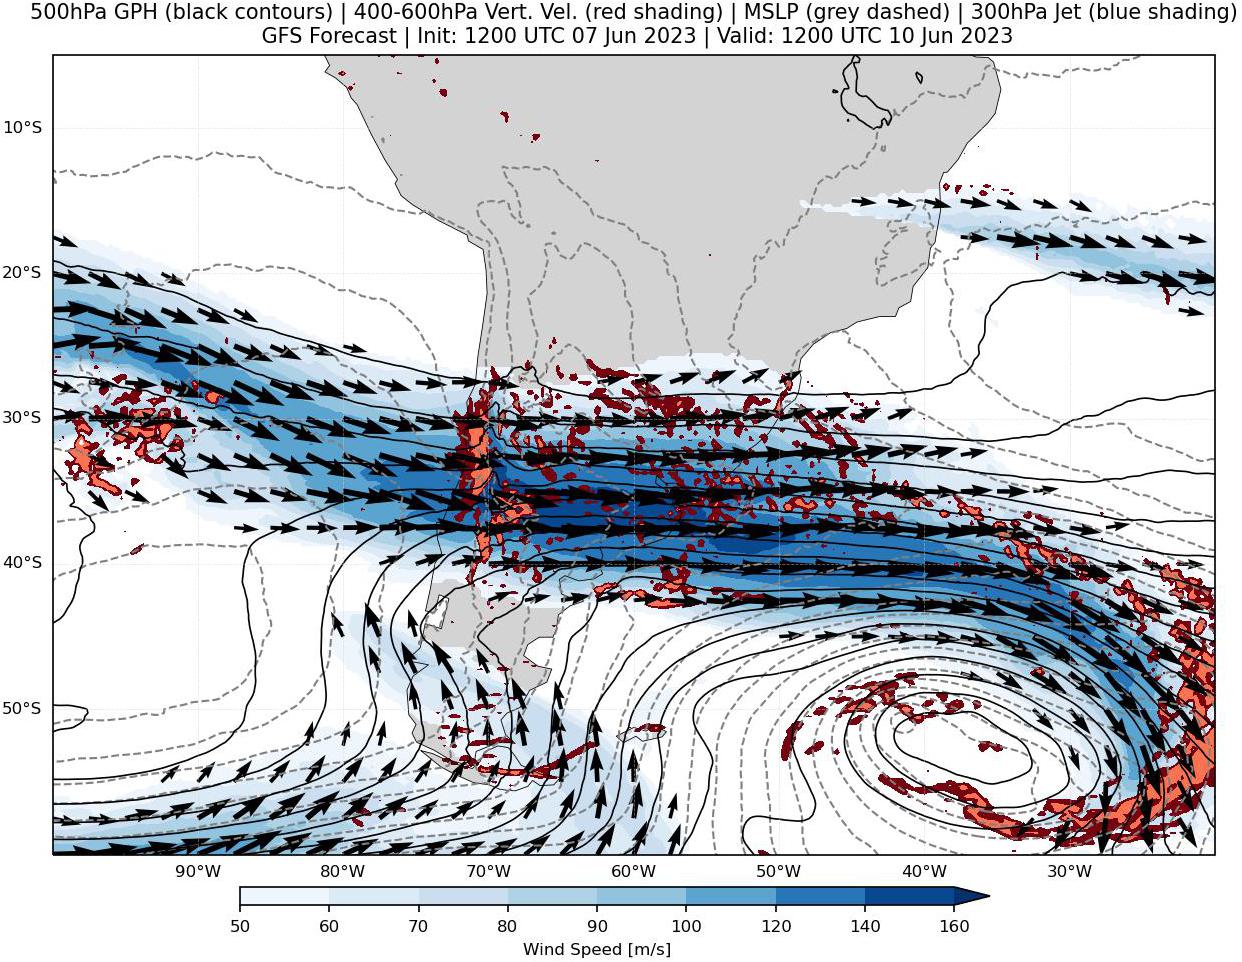 500hPa GPH (black contours) | 400-600hPa Vert. Vel. (red shading) | MSLP (grey dashed) | 300hPa Jet (blue shading)
GFS Forecast | Init: 1200 UTC 07 Jun 2023 | Valid: 1200 UTC 10 Jun 2023
10°S
20°S
30°S
40°S
50°S
90°W 80°W 70°W 60°W 50°W 40°W 30°W
50 60 70 80 90 100 120 140 160
Wind Speed [m/s]